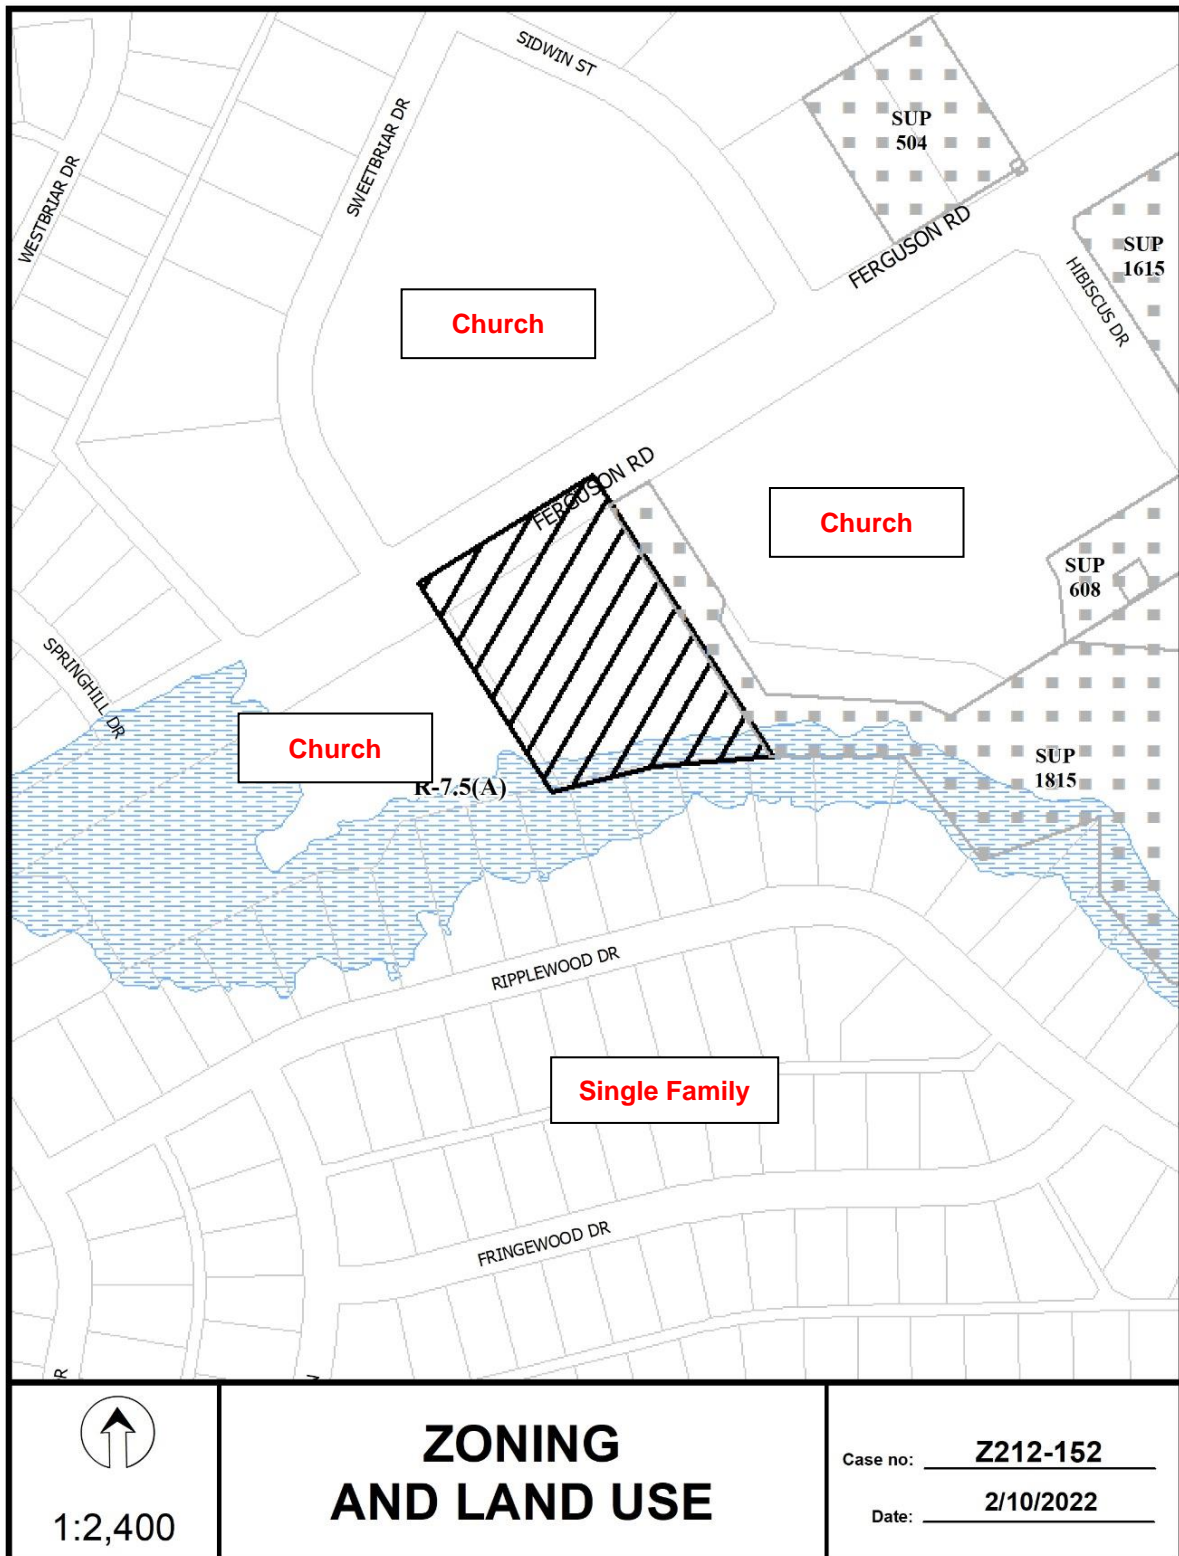 SIDWIN ST
SWEETBRIAR DR
WESTBRIAR DR
SUP
504
FERGUSON RD
SUP
1615
HIBISCUS DR
Church
FERGUSON RD
Church
SUP
608
SPRINGHILL DR
Church
R-7.5(A)
SUP
1815
RIPPLEWOOD DR
Single Family
FRINGEWOOD DR
R
1:2,400
ZONING
AND LAND USE
Case no: Z212-152
Date: 2/10/2022